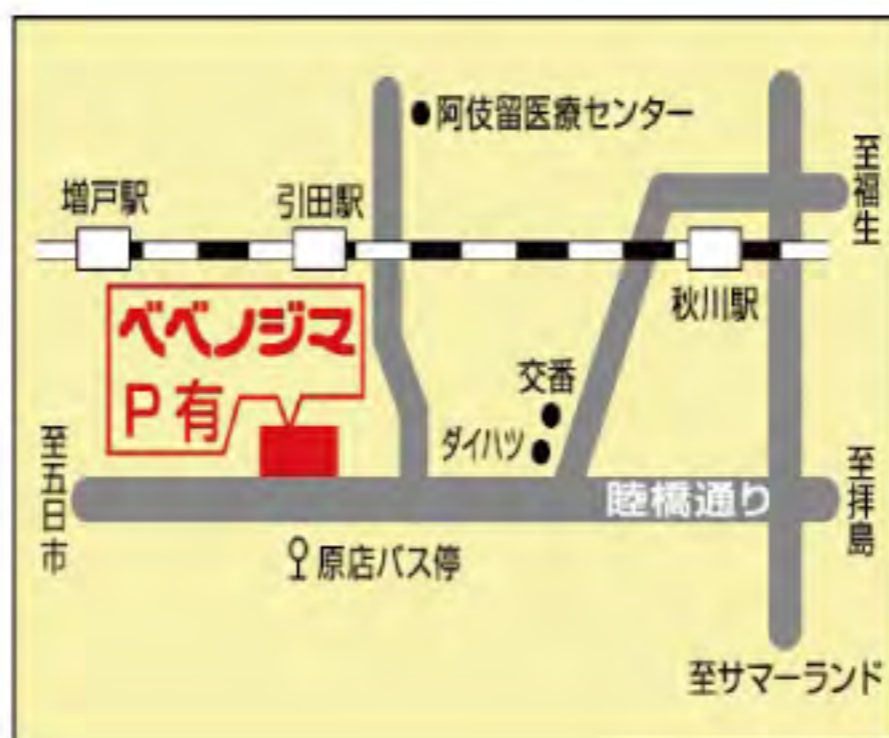 阿伎留医療センター
至福生
増戸駅
引田駅
秋川駅
ベベノジマ
P有
交番
ダイハツ
至五日市
睦橋通り
至拝島
原店バス停
至サマーランド